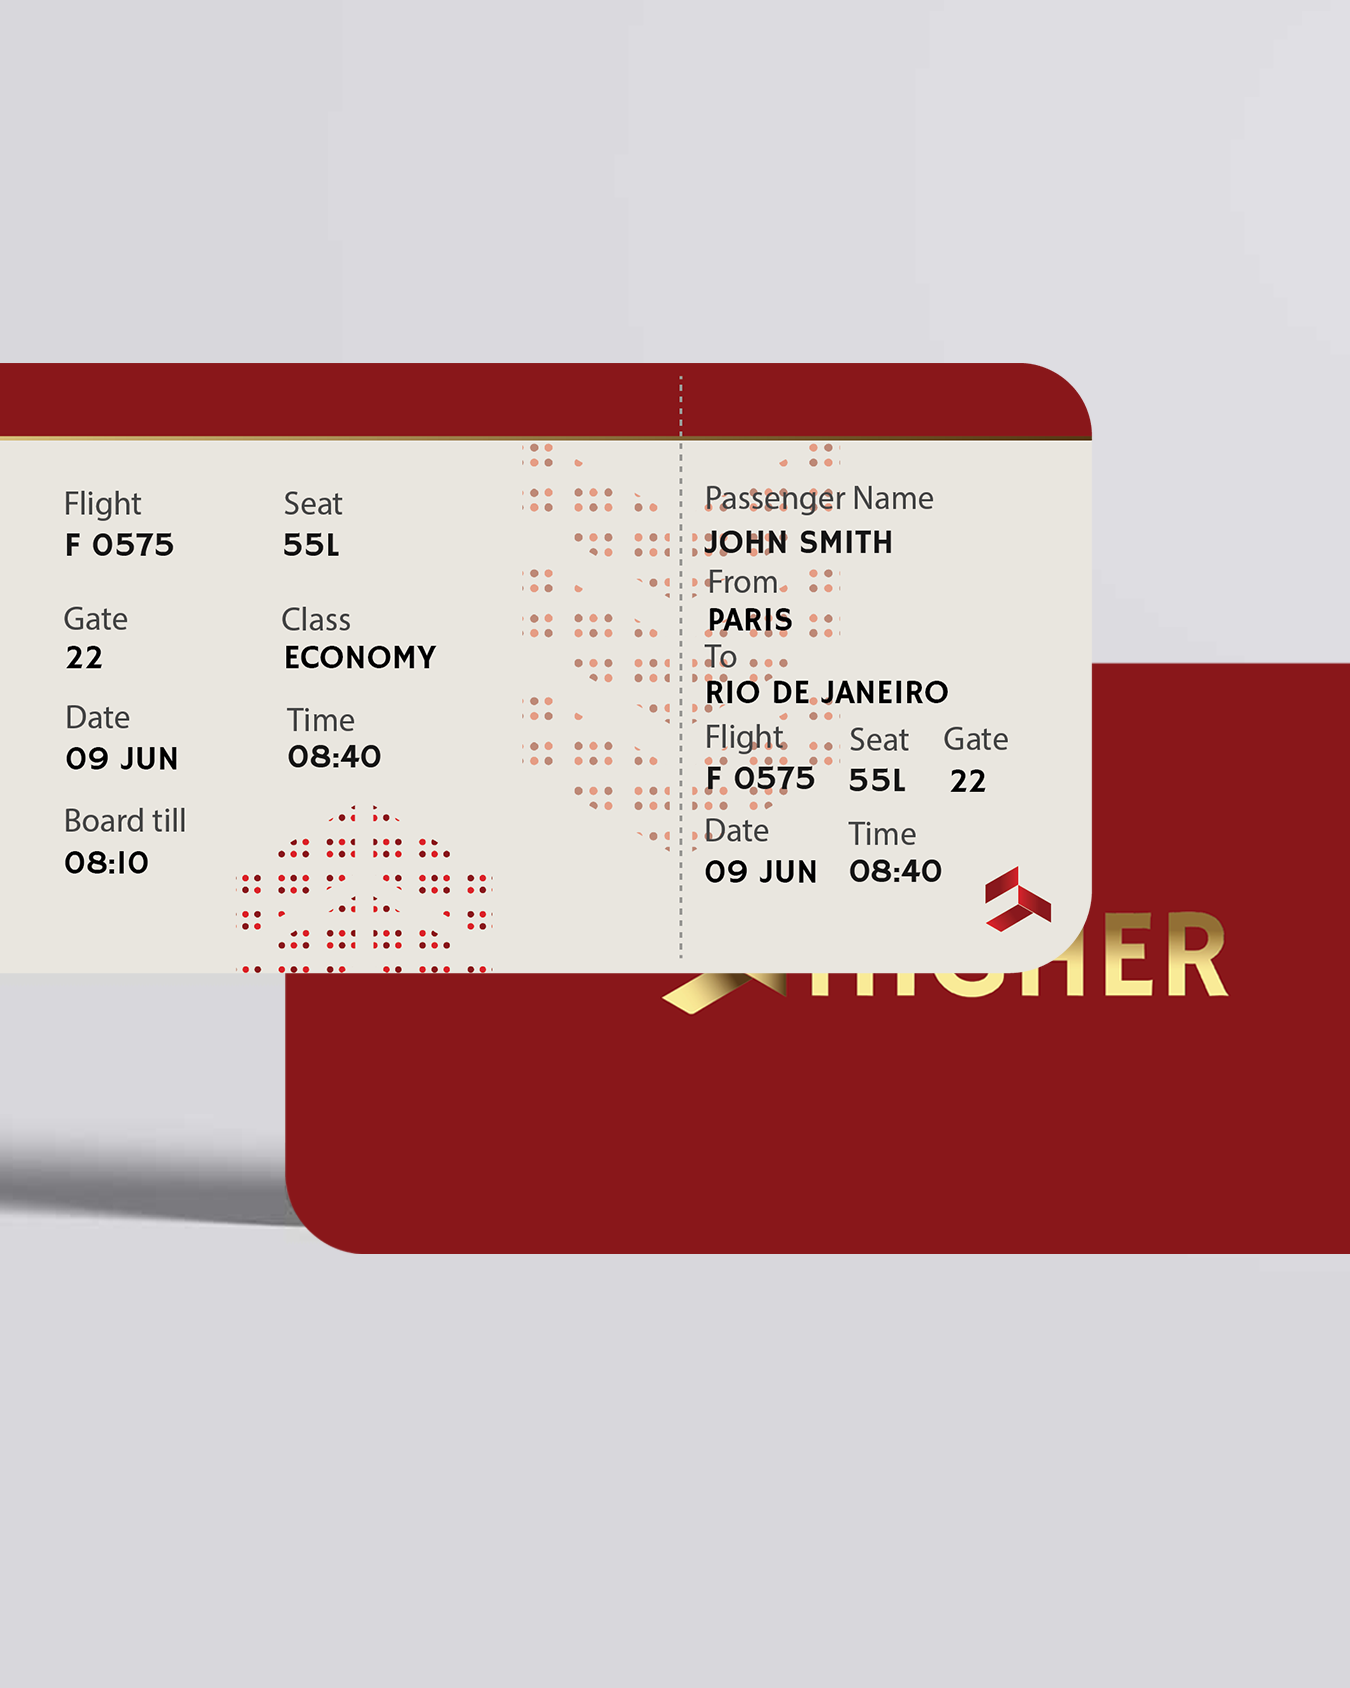 Flight Seat
F 0575 55L
Gate Class
22 ECONOMY
Date Time
09 JUN 08:40
Board till
08:10
Passenger Name
JOHN SMITH
From
PARIS
To
RIO DE JANEIRO
Flight Seat Gate
F 0575 55L 22
Date Time
09 JUN 08:40
HIGHER